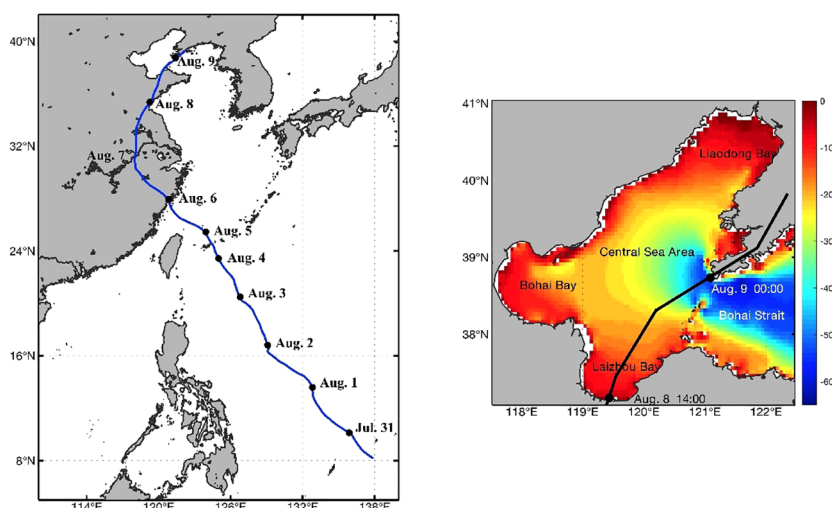 40°N
32°N
24°N
16°N
8°N
114°E
120°E
126°E
132°E
138°E
Aug. 9
Aug. 8
Aug. 7
Aug. 6
Aug. 5
Aug. 4
Aug. 3
Aug. 2
Aug. 1
Jul. 31
41°N
40°N
39°N
38°N
118°E
119°E
120°E
121°E
122°E
Liaodong Bay
Central Sea Area
Bohai Bay
Aug. 9 00:00
Bohai Strait
Laizhou Bay
Aug. 8 14:00
0
-10
-20
-30
-40
-50
-60